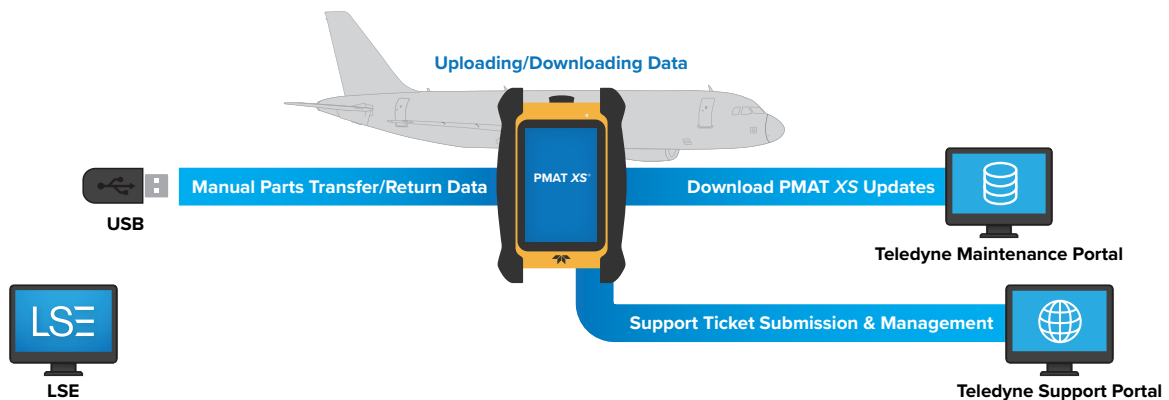 Uploading/Downloading Data
PMAT XS+
Manual Parts Transfer/Return Data
Download PMAT XS Updates
USB
Teledyne Maintenance Portal
LSE
Support Ticket Submission & Management
LSE
Teledyne Support Portal